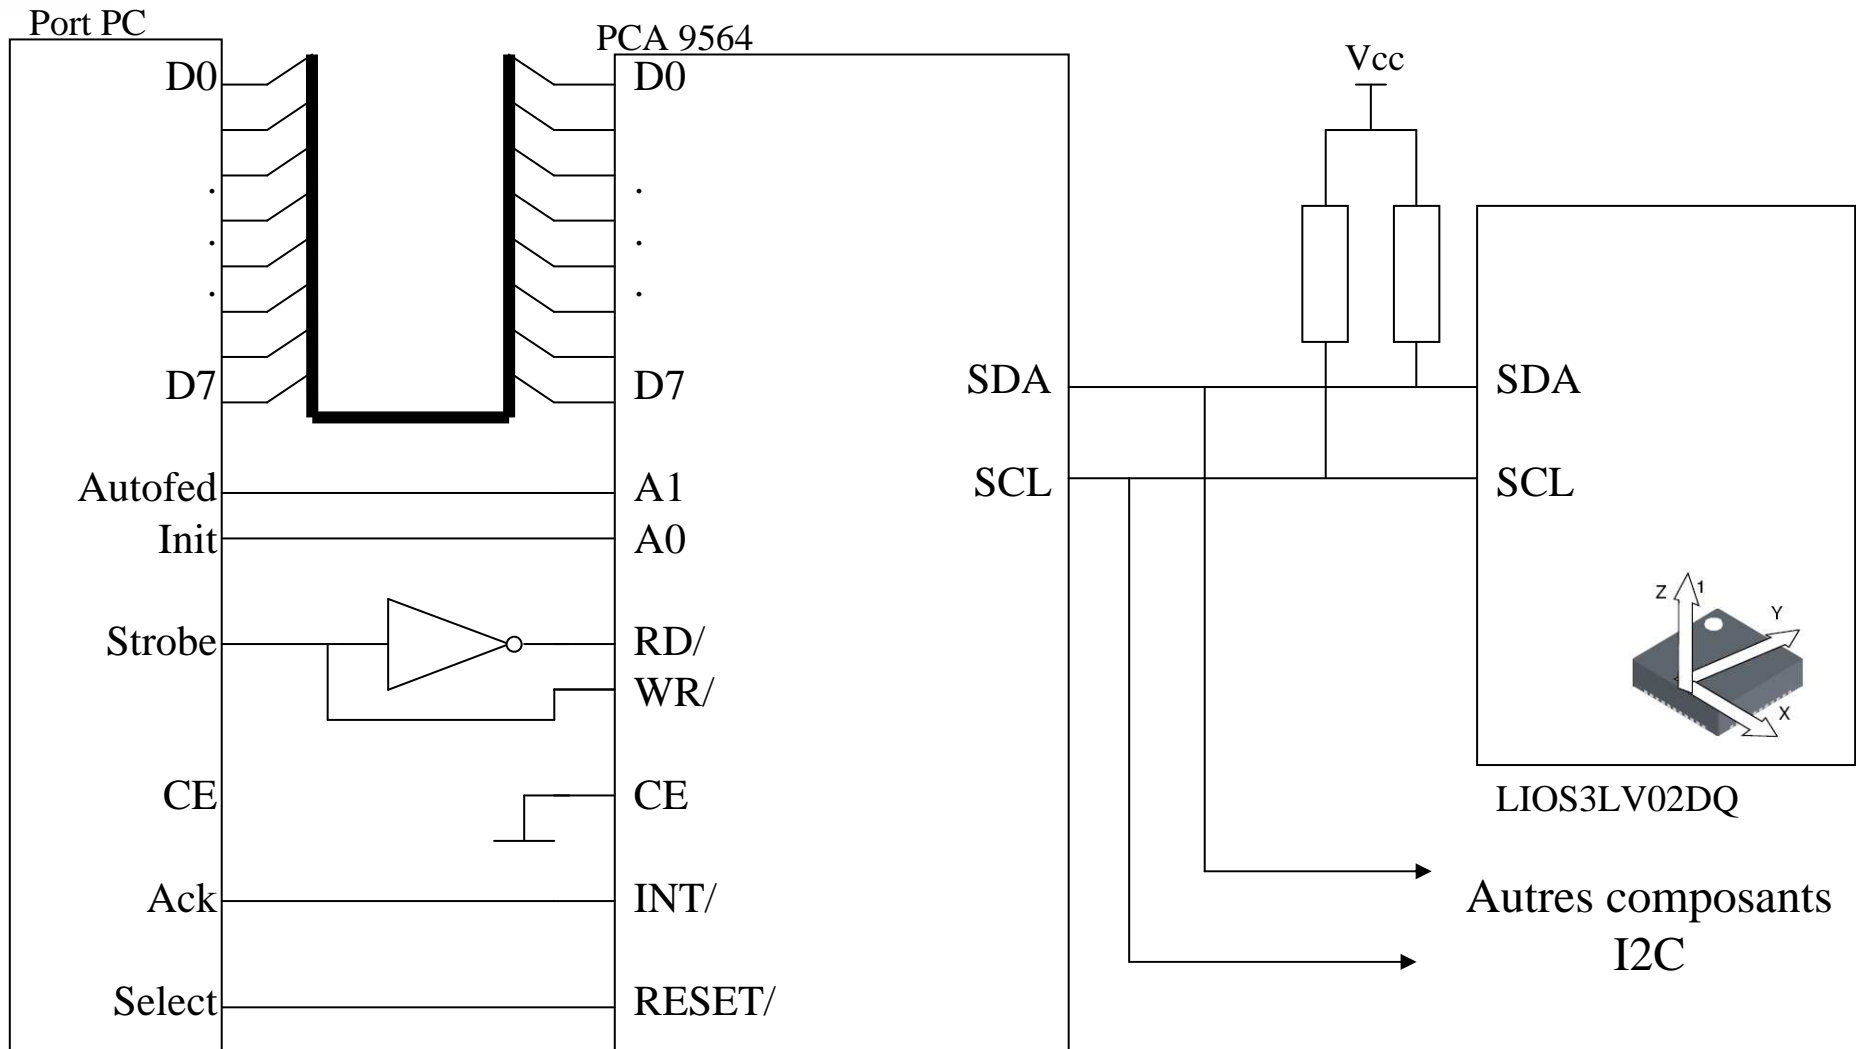 Port PC
D0
.
.
.
D7
Autofed
Init
Strobe
CE
Ack
Select
PCA 9564
D0
.
.
.
D7
A1
A0
RD/
WR/
CE
INT/
RESET/
SDA
SCL
Vcc
SDA
SCL
Z
1
Y
X
LIOS3LV02DQ
Autres composants
I2C